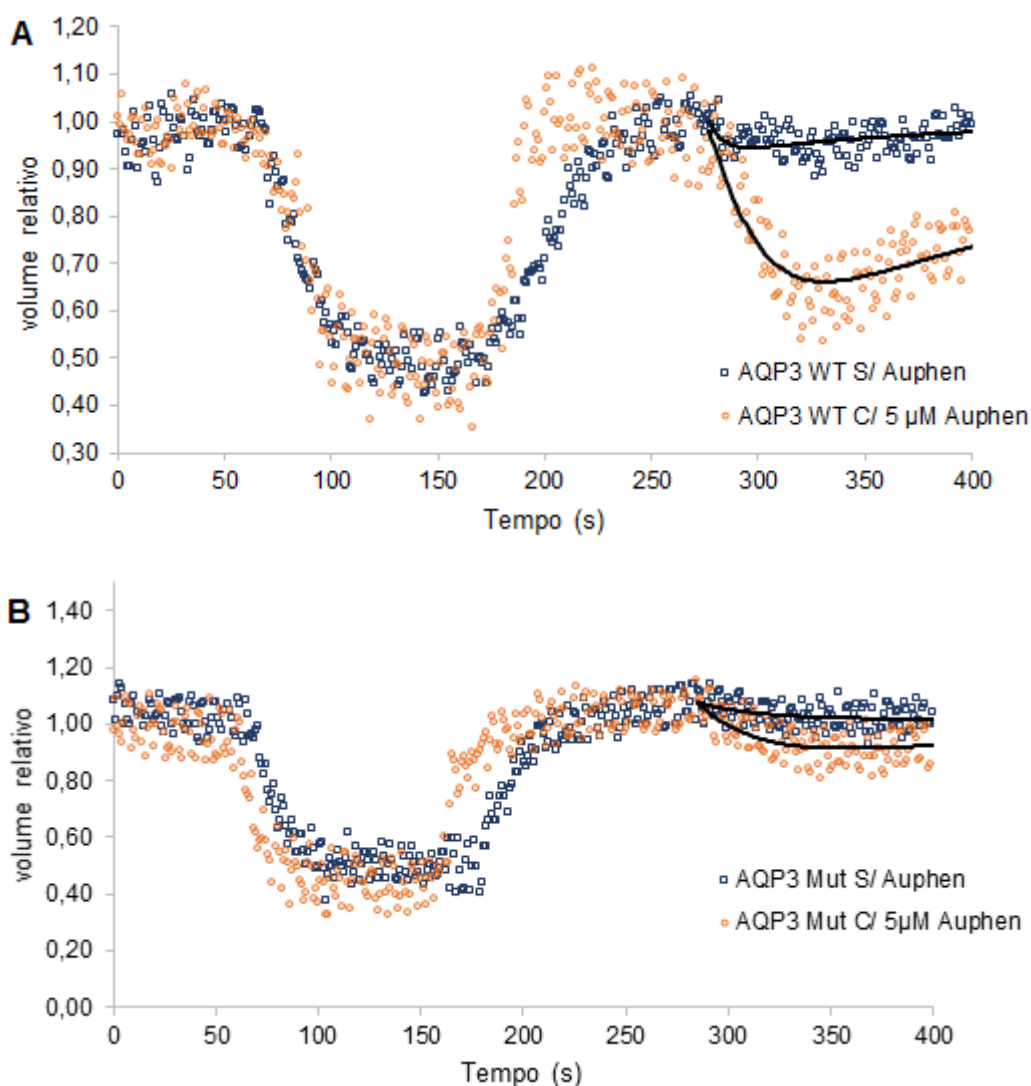 A
volume relativo
1,20
1,10
1,00
0,90
0,80
0,70
0,60
0,50
0,40
0,30
0 50 100 150 200 250 300 350 400
Tempo (s)
AQP3 WT S/ Auphen
AQP3 WT C/ 5 µM Auphen
B
volume relativo
1,40
1,20
1,00
0,80
0,60
0,40
0,20
0,00
0 50 100 150 200 250 300 350 400
Tempo (s)
AQP3 Mut S/ Auphen
AQP3 Mut C/ 5µM Auphen